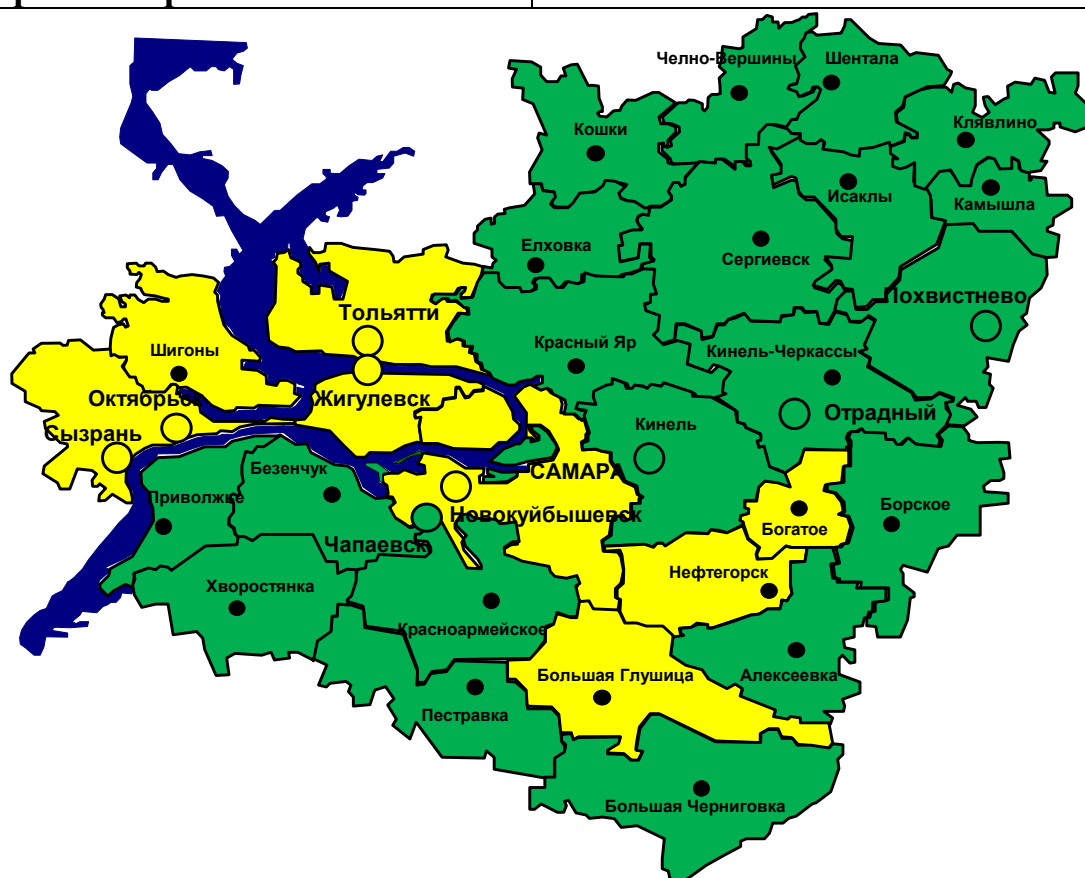 Челно-Вершины
Шентала
Кошки
Клявлино
Исаклы
Камышла
Елховка
Сергиевск
Похвистнево
Тольятти
Красный Яр
Кинель-Черкассы
Шигоны
Октябрьск
Жигулевск
Отрадный
Сызрань
Кинель
Безенчук
САМАРА
Приволжье
Новокуйбышевск
Богатое
Борское
Чапаевск
Нефтегорск
Хворостянка
Красноармейское
Большая Глушица
Алексеевка
Пестравка
Большая Черниговка